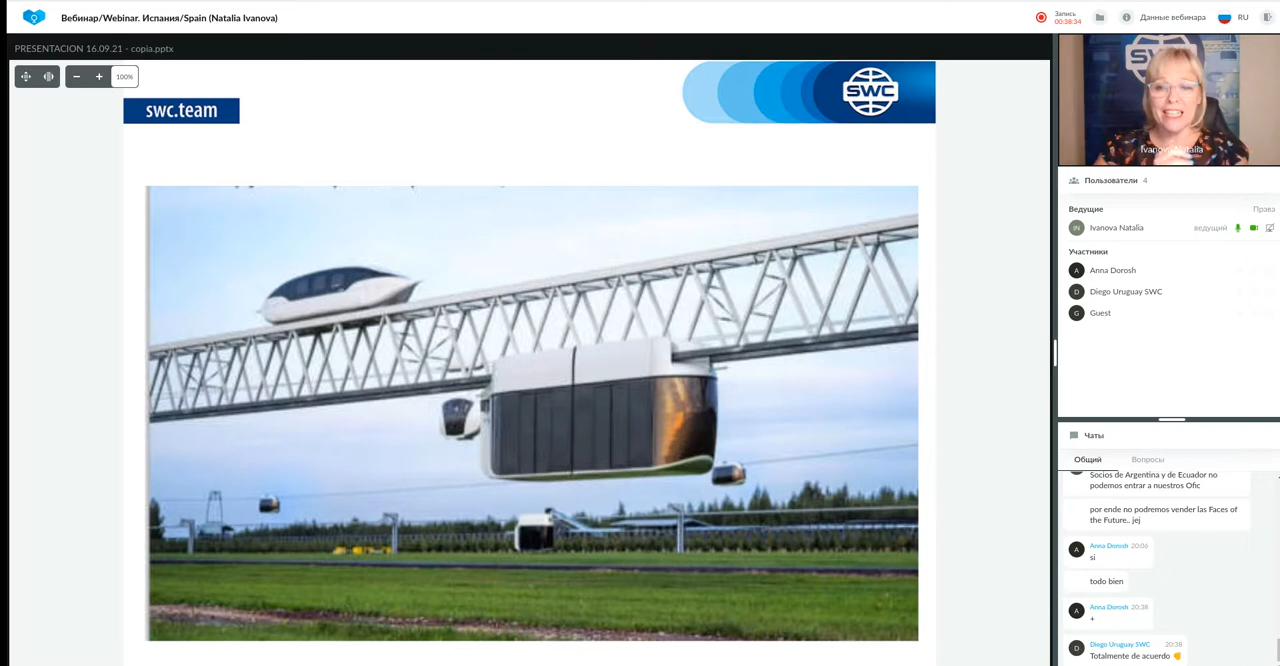 Вебинар/Webinar. Испания/Spain (Natalia Ivanova)
Запись
00:38:34
Данные вебинара
RU
PRESENTACION 16.09.21 - copia.pptx
100%
swc.team
SWC
SW
Ivanova Natalia
Пользователи 4
Ведущие
Права
IN Ivanova Natalia
ведущий
Участники
A Anna Dorosh
D Diego Uruguay SWC
G Guest
Чаты
Общий
Вопросы
Socios de Argentina y de Ecuador no
podemos entrar a nuestros Ofic
por ende no podremos vender las Faces of
the Future.. jej
A Anna Dorosh 20:06
si
todo bien
A Anna Dorosh 20:38
+
D Diego Uruguay SWC 20:38
Totalmente de acuerdo